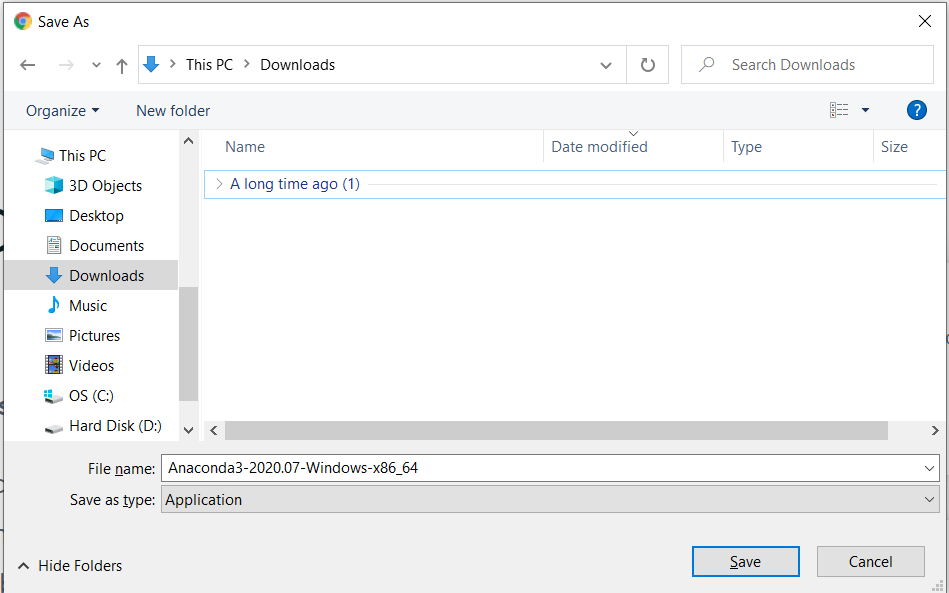 Save As
This PC
Downloads
Search Downloads
Organize
New folder
?
Name
Date modified
Type
Size
This PC
3D Objects
Desktop
Documents
Downloads
Music
Pictures
Videos
OS (C:)
Hard Disk (D:)
A long time ago (1)
File name: Anaconda3-2020.07-Windows-x86_64
Save as type: Application
Hide Folders
Save
Cancel